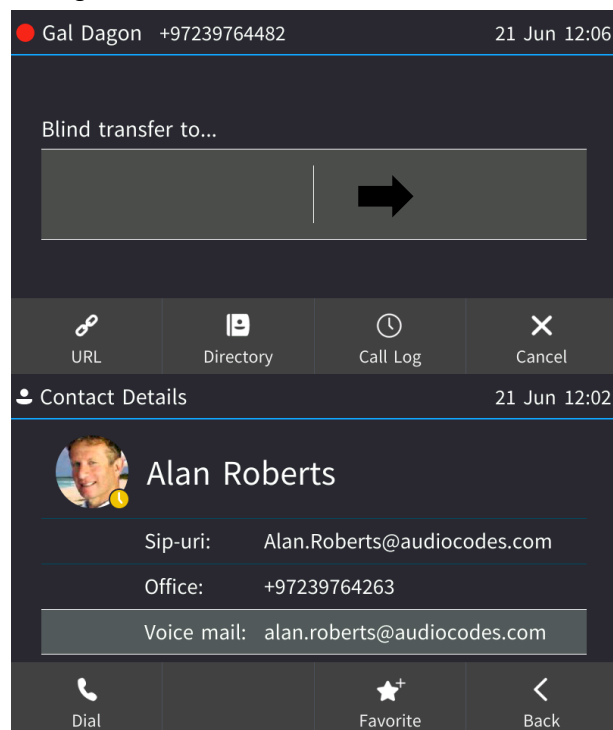 Gal Dagon +97239764482 21 Jun 12:06
Blind transfer to...
URL Directory Call Log Cancel
Contact Details 21 Jun 12:02
Alan Roberts
Sip-uri: Alan.Roberts@audiocodes.com
Office: +97239764263
Voice mail: alan.roberts@audiocodes.com
Dial Favorite Back